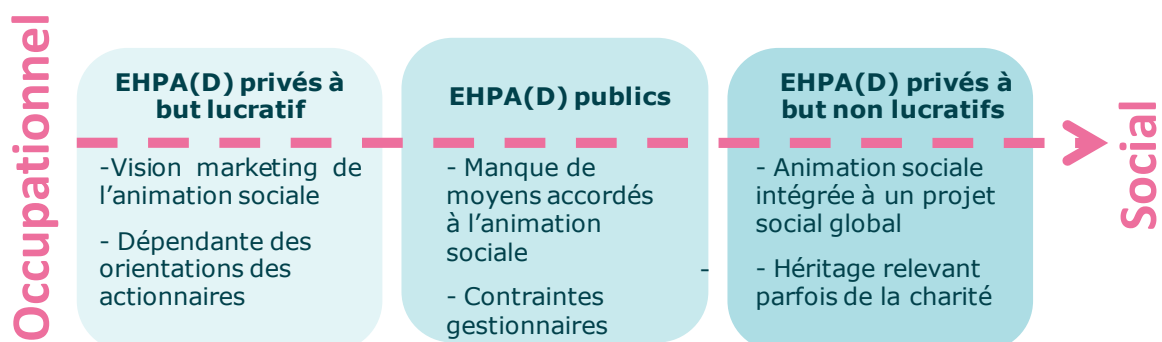 Occupationnel
EHPA(D) privés à
but lucratif
-Vision marketing de
l’animation sociale
- Dépendante des
orientations des
actionnaires
EHPA(D) publics
- Manque de
moyens accordés
à l’animation
sociale
- Contraintes
gestionnaires
-
EHPA(D) privés à
but non lucratifs
- Animation sociale
intégrée à un projet
social global
- Héritage relevant
parfois de la charité
Social